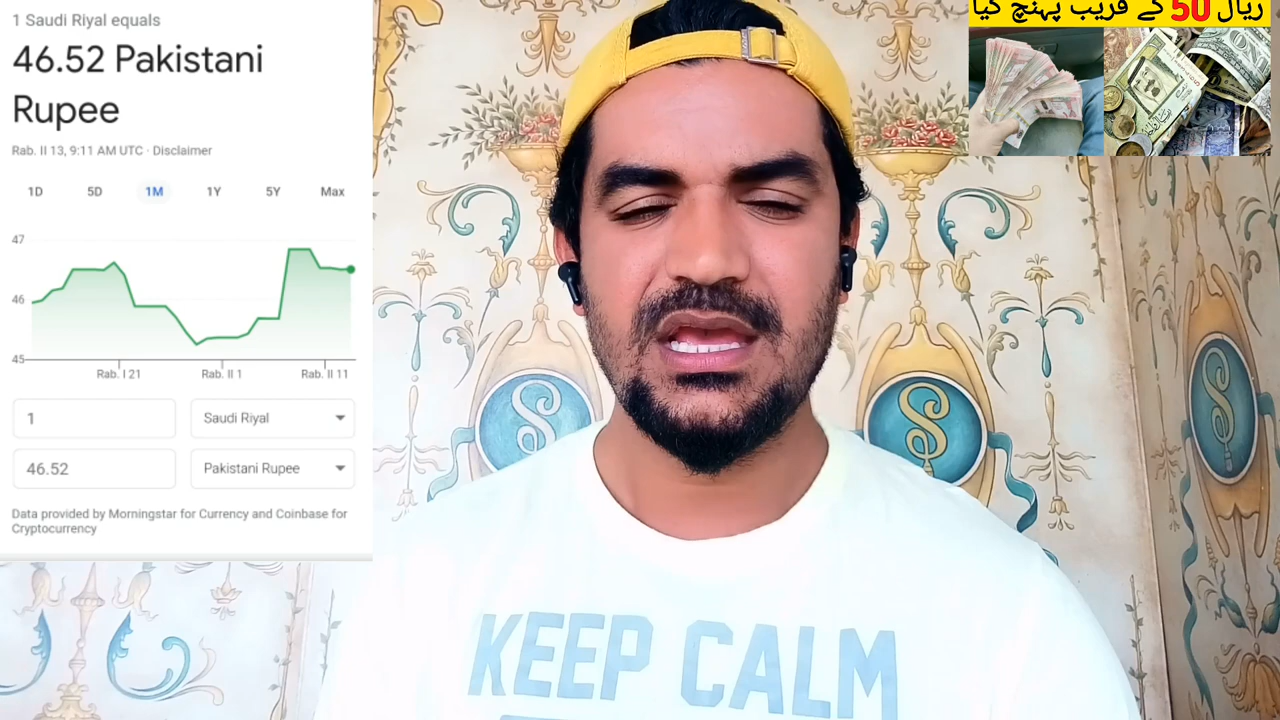 1 Saudi Riyal equals
46.52 Pakistani
Rupee
Rab. II 13, 9:11 AM UTC · Disclaimer
1D 5D 1M 1Y 5Y Max
47
46
45
Rab. I 21 Rab. II 1 Rab. II 11
1 Saudi Riyal
46.52 Pakistani Rupee
Data provided by Morningstar for Currency and Coinbase for
Cryptocurrency
ریال 50 کے قریب پہنچ گیا
KEEP CALM